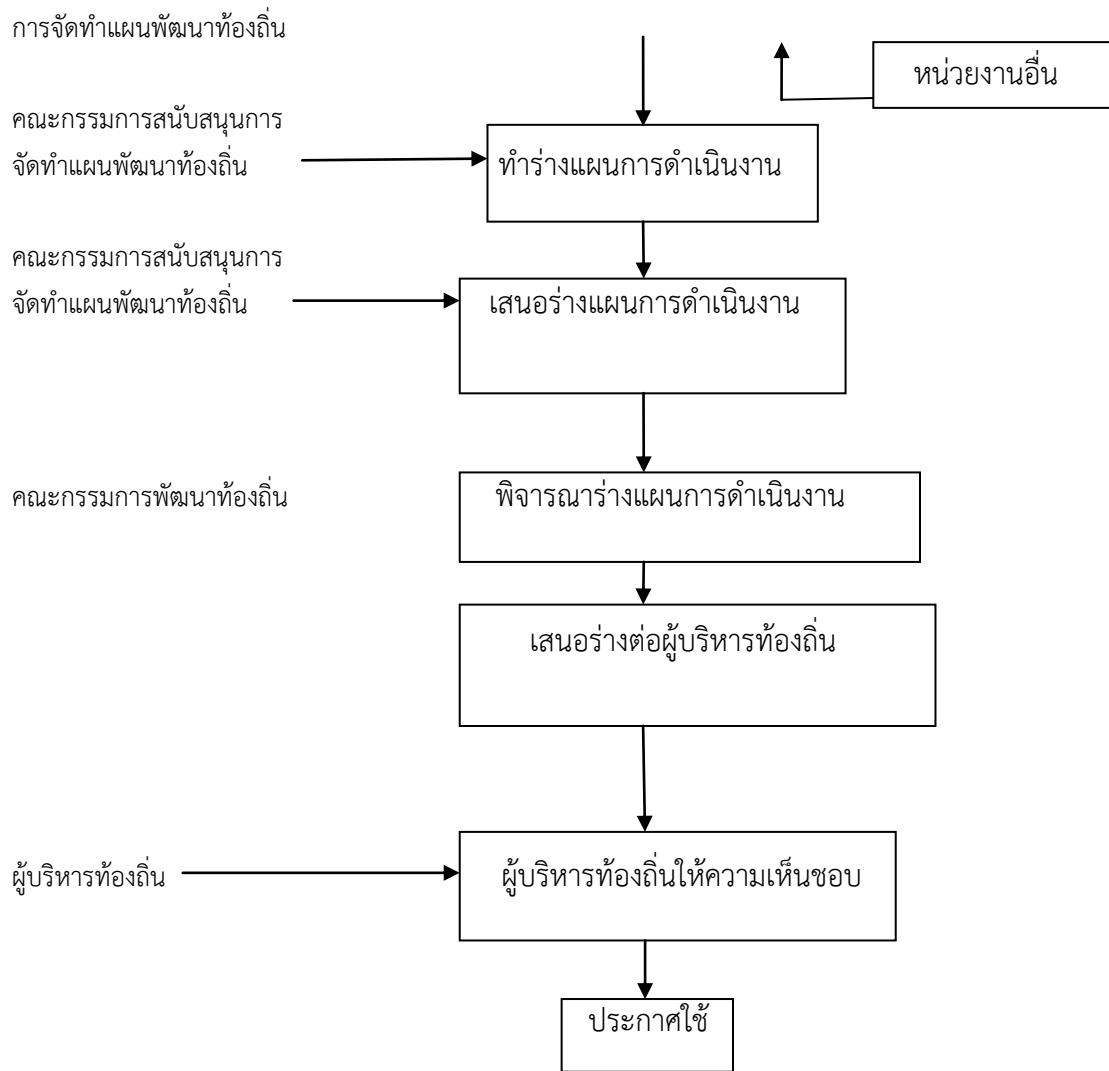 การจัดทำแผนพัฒนาท้องถิ่น
หน่วยงานอื่น
คณะกรรมการสนับสนุนการ
จัดทำแผนพัฒนาท้องถิ่น
ทำร่างแผนการดำเนินงาน
คณะกรรมการสนับสนุนการ
จัดทำแผนพัฒนาท้องถิ่น
เสนอร่างแผนการดำเนินงาน
คณะกรรมการพัฒนาท้องถิ่น
พิจารณาร่างแผนการดำเนินงาน
เสนอร่างต่อผู้บริหารท้องถิ่น
ผู้บริหารท้องถิ่น
ผู้บริหารท้องถิ่นให้ความเห็นชอบ
ประกาศใช้